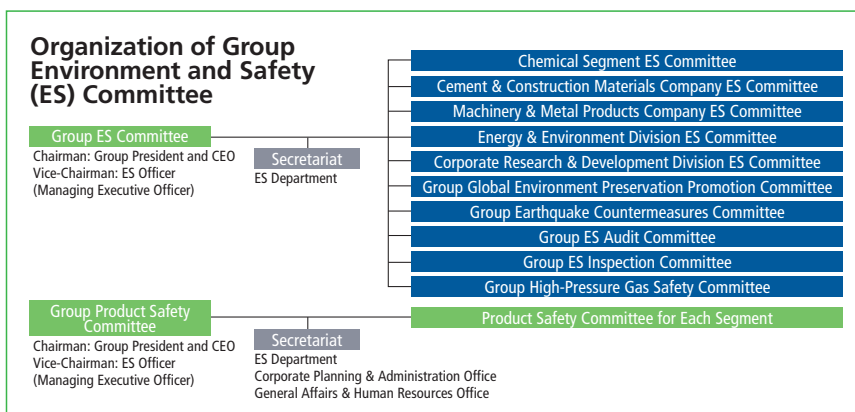 Organization of Group
Environment and Safety
(ES) Committee
Group ES Committee
Chairman: Group President and CEO
Vice-Chairman: ES Officer
(Managing Executive Officer)
Secretariat
ES Department
Chemical Segment ES Committee
Cement & Construction Materials Company ES Committee
Machinery & Metal Products Company ES Committee
Energy & Environment Division ES Committee
Corporate Research & Development Division ES Committee
Group Global Environment Preservation Promotion Committee
Group Earthquake Countermeasures Committee
Group ES Audit Committee
Group ES Inspection Committee
Group High-Pressure Gas Safety Committee
Group Product Safety
Committee
Chairman: Group President and CEO
Vice-Chairman: ES Officer
(Managing Executive Officer)
Secretariat
ES Department
Corporate Planning & Administration Office
General Affairs & Human Resources Office
Product Safety Committee for Each Segment